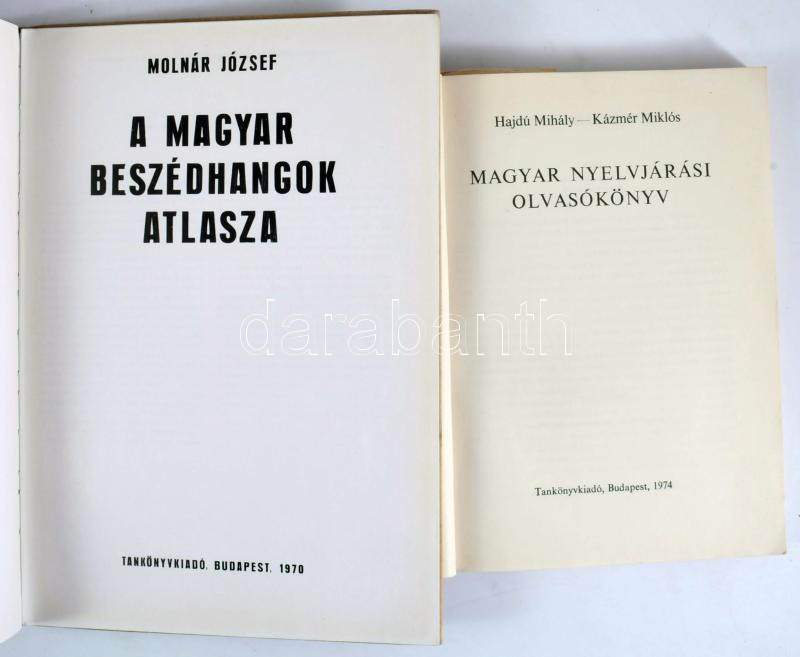 MOLNÁR JÓZSEF
A MAGYAR
BESZÉDHANGOK
ATLASZA
TANKÖNYVKIADÓ, BUDAPEST, 1970
Hajdú Mihály—Kázmér Miklós
MAGYAR NYELVJÁRÁSI
OLVASÓKÖNYV
Tankönyvkiadó, Budapest, 1974
darabanth